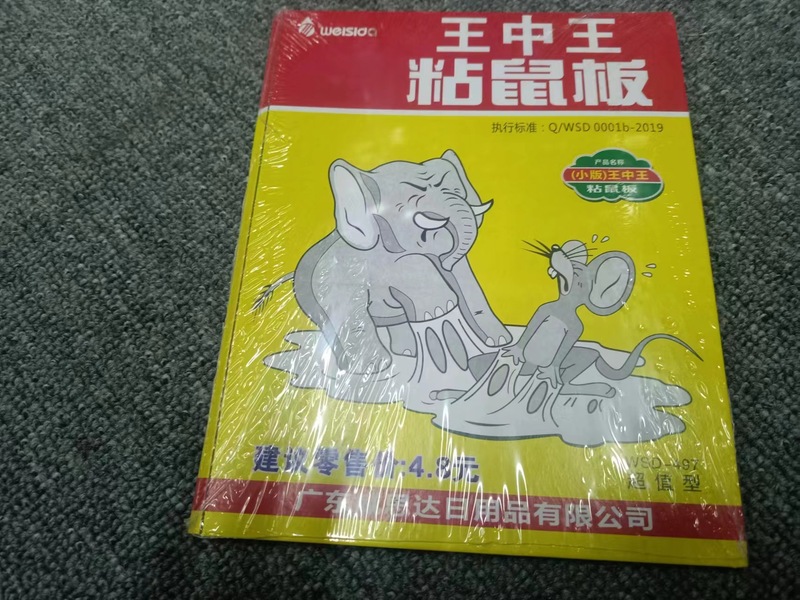 weisida
王中王
粘鼠板
执行标准：Q/WSD 0001b-2019
产品名称
(小版)王中王
粘鼠板
建议零售价:4.8元
WSD-497
超值型
广东 达日用品有限公司